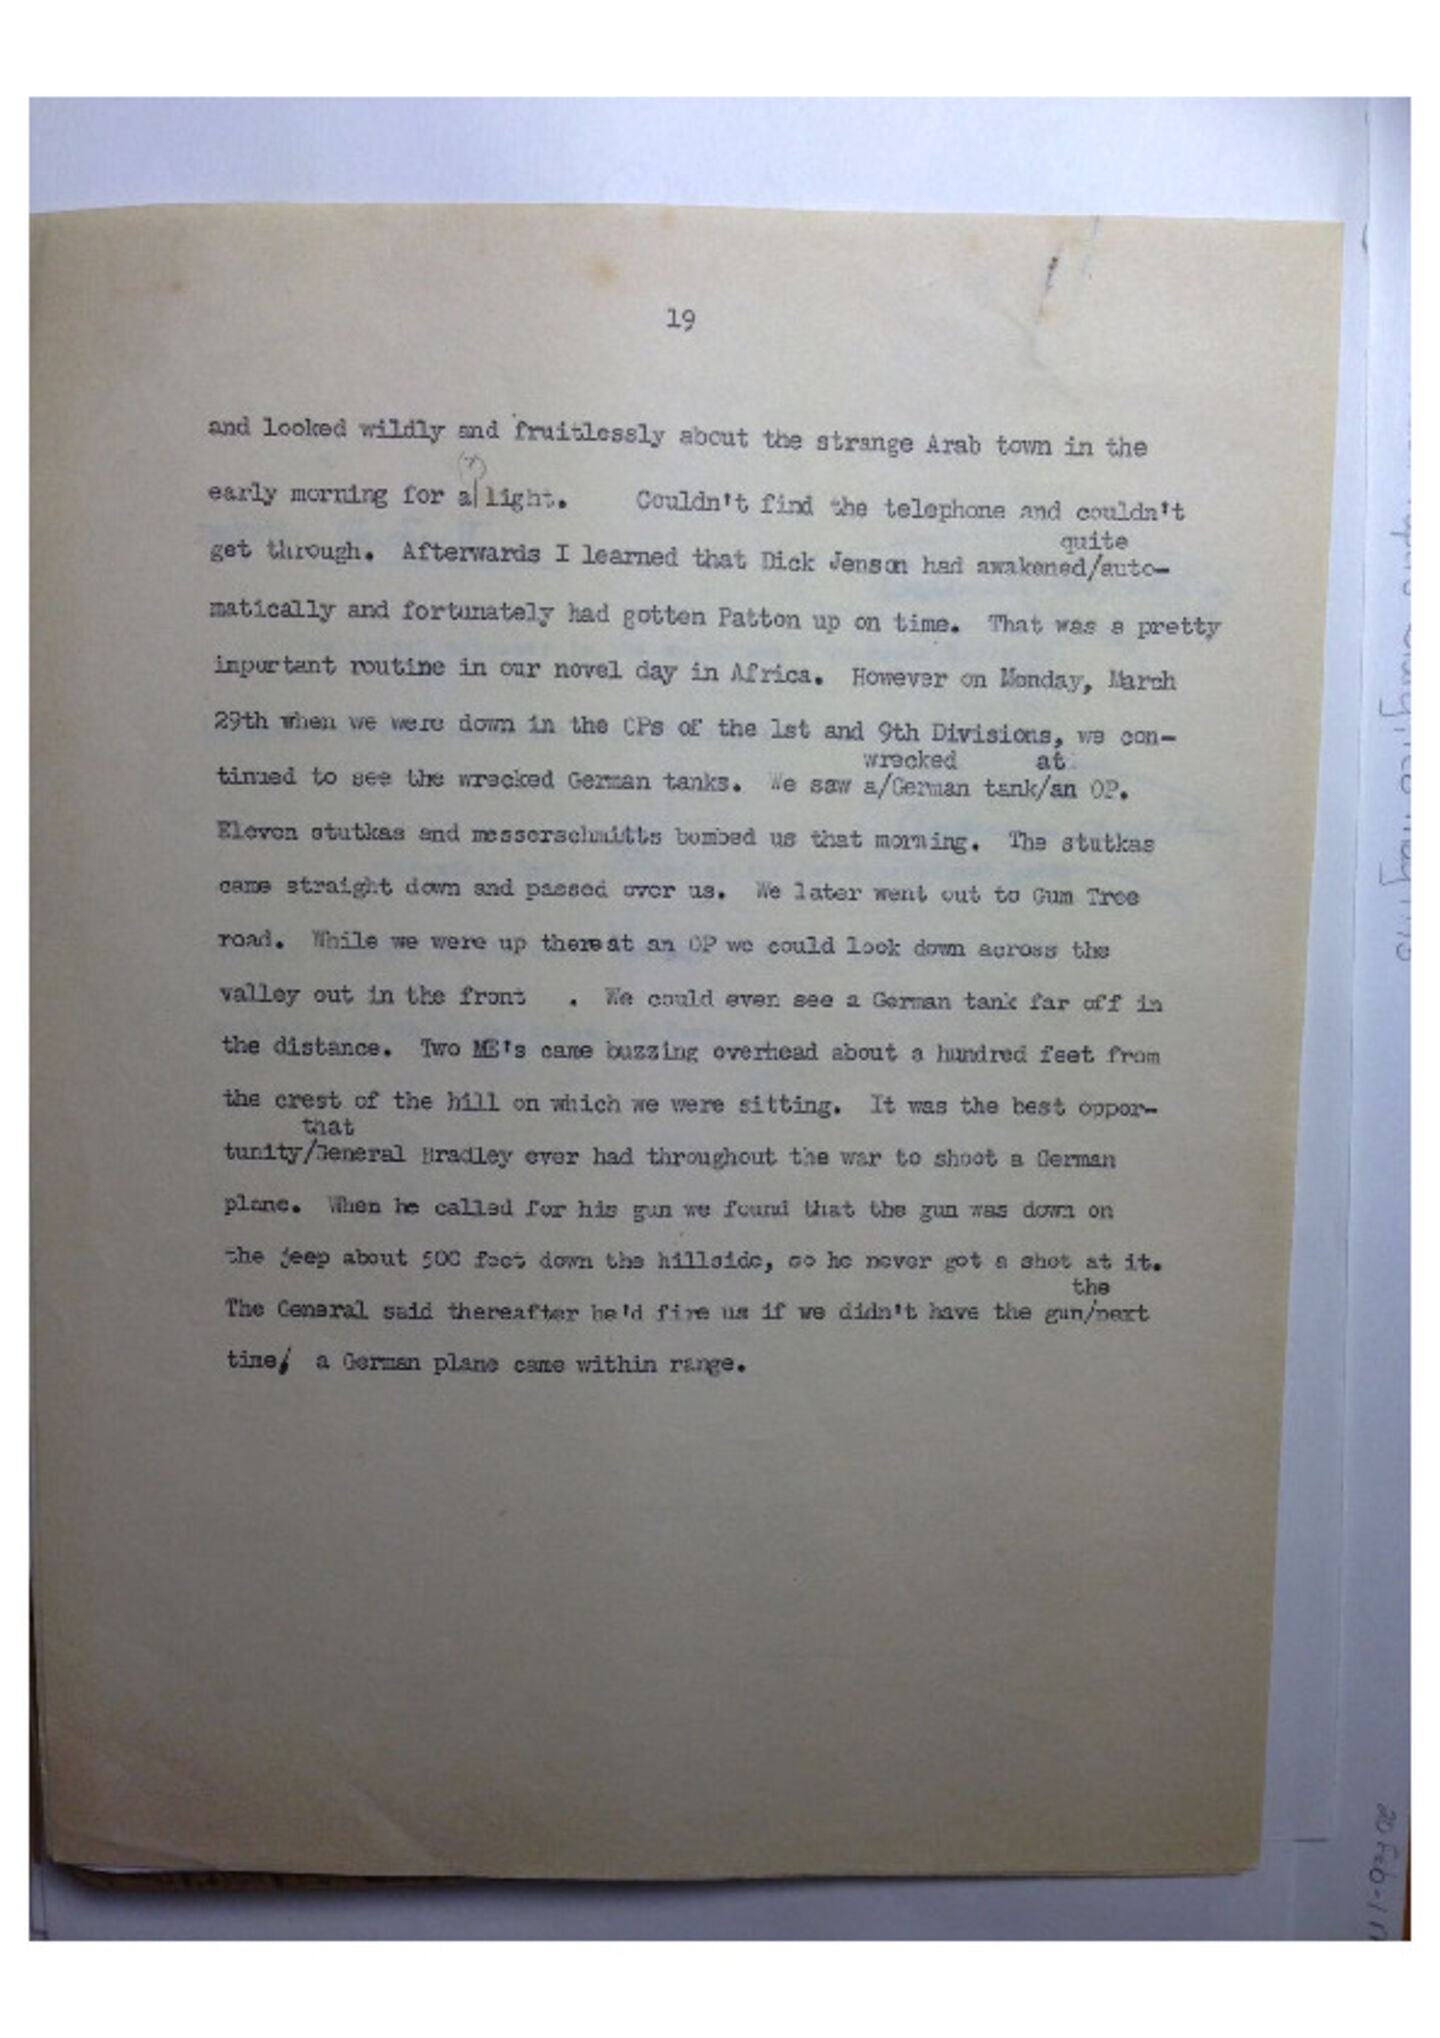 19
and looked wildly and fruitlessly about the strange Arab town in the
early morning for a light. Couldn't find the telephone and couldn't
quite
get through. Afterwards I learned that Dick Jenson had awakened/auto-
matically and fortunately had gotten Patton up on time. That was a pretty
important routine in our novel day in Africa. However on Monday, March
29th when we were down in the CPs of the 1st and 9th Divisions, we con-
wrecked at
tinued to see the wrecked German tanks. We saw a/German tank/an OP.
Eleven stutkas and messerschmitts bombed us that morning. The stutkas
came straight down and passed over us. We later went out to Gum Tree
road. While we were up there at an OP we could look down across the
valley out in the front . We could even see a German tank far off in
the distance. Two ME's came buzzing overhead about a hundred feet from
the crest of the hill on which we were sitting. It was the best oppor-
that
tunity/General Bradley ever had throughout the war to shoot a German
plane. When he called for his gun we found that the gun was down on
the jeep about 500 feet down the hillside, so he never got a shot at it.
the
The General said thereafter he'd fire us if we didn't have the gun/next
time/ a German plane came within range.
20 Feb-1